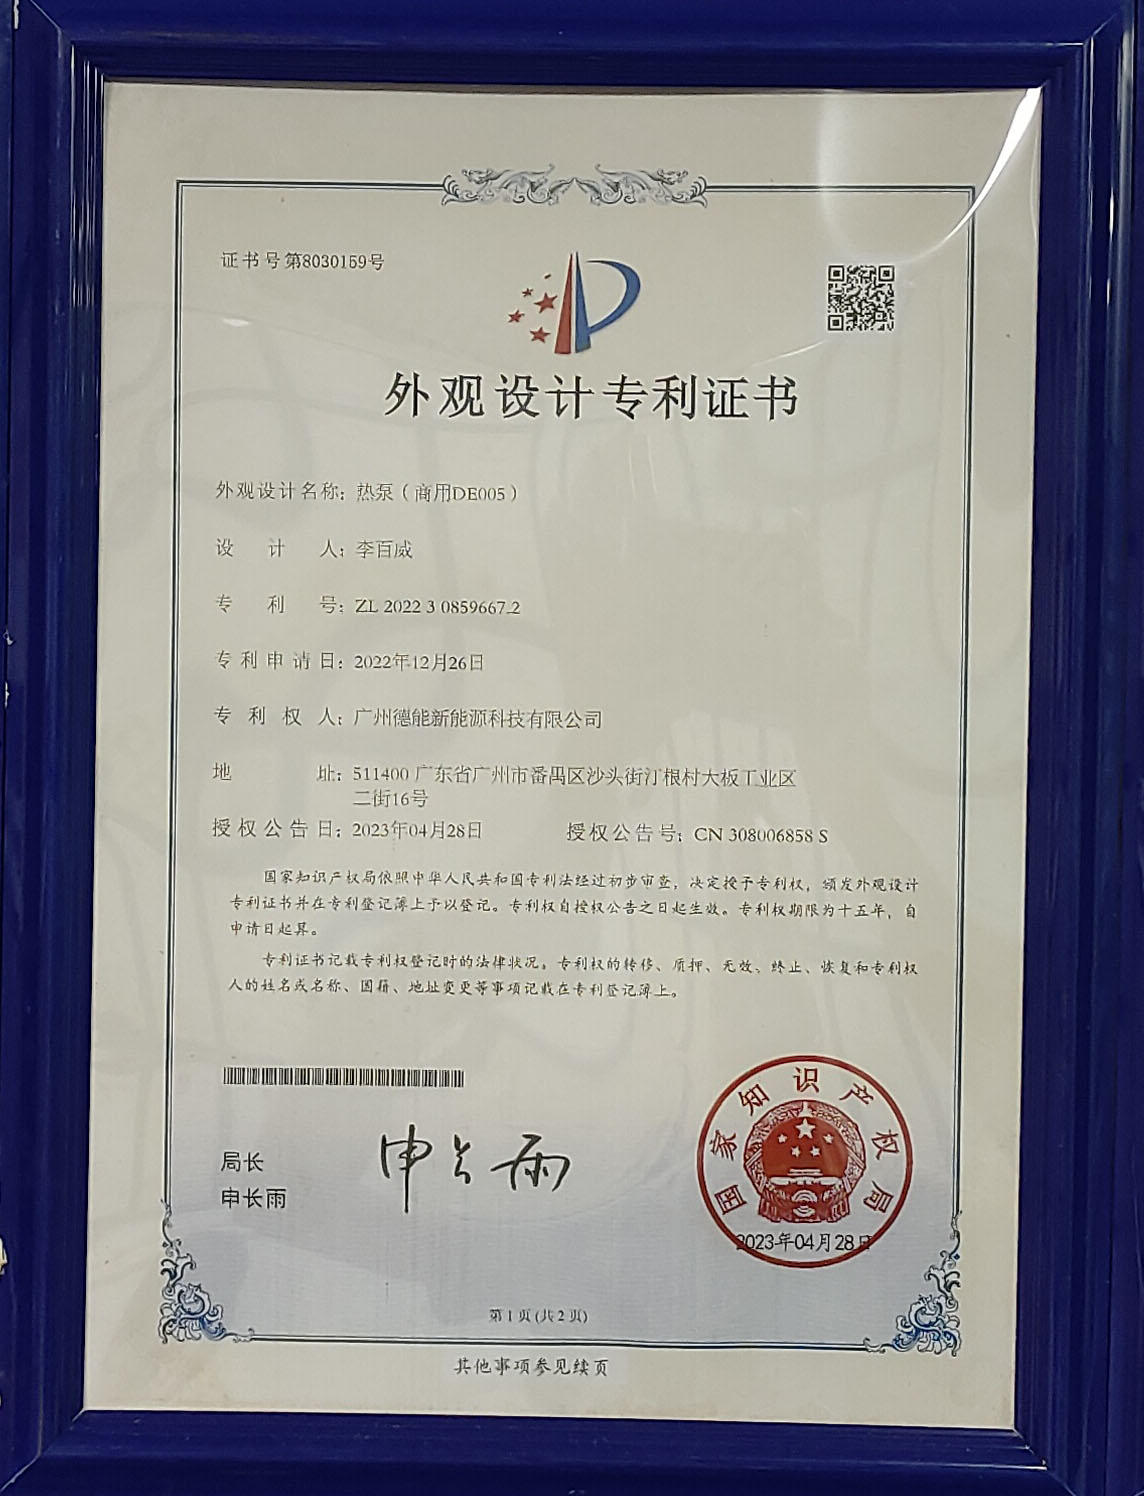 证书号第8030159号
外观设计专利证书
外观设计名称：热泵（商用DE005）
设计人：李百威
专利号：ZL 2022 3 0859667.2
专利申请日：2022年12月26日
专利权人：广州德能新能源科技有限公司
地址：511400 广东省广州市番禺区沙头街汀根村大板工业区
二街16号
授权公告日：2023年04月28日 授权公告号：CN 308006858 S
国家知识产权局依照中华人民共和国专利法经过初步审查，决定授予专利权，颁发外观设计
专利证书并在专利登记簿上予以登记。专利权自授权公告之日起生效。专利权期限为十五年，自
申请日起算。
专利证书记载专利权登记时的法律状况。专利权的转移、质押、无效、终止、恢复和专利权
人的姓名或名称、国籍、地址变更等事项记载在专利登记簿上。
局长
申长雨
申长雨
国家知识产权局
2023年04月28日
第 1 页 (共 2 页)
其他事项参见续页